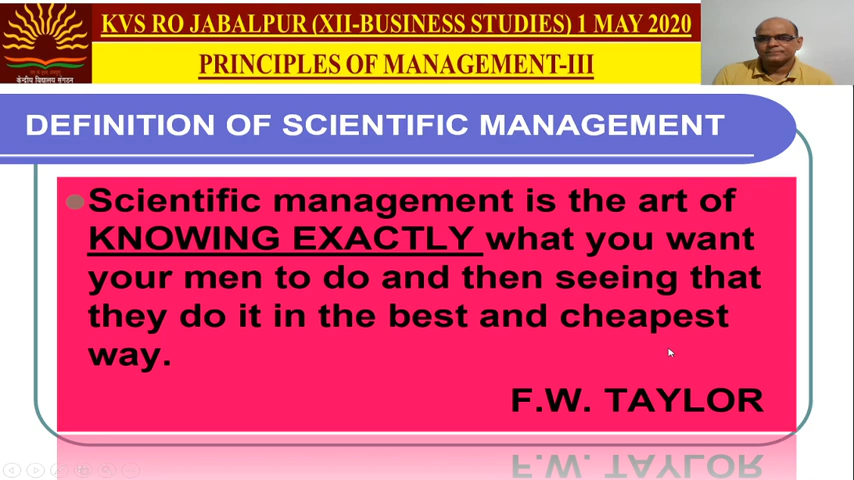 KVS RO JABALPUR (XII-BUSINESS STUDIES) 1 MAY 2020
PRINCIPLES OF MANAGEMENT-III
केन्द्रीय विद्यालय संगठन
DEFINITION OF SCIENTIFIC MANAGEMENT
Scientific management is the art of
KNOWING EXACTLY what you want
your men to do and then seeing that
they do it in the best and cheapest
way.
F.W. TAYLOR